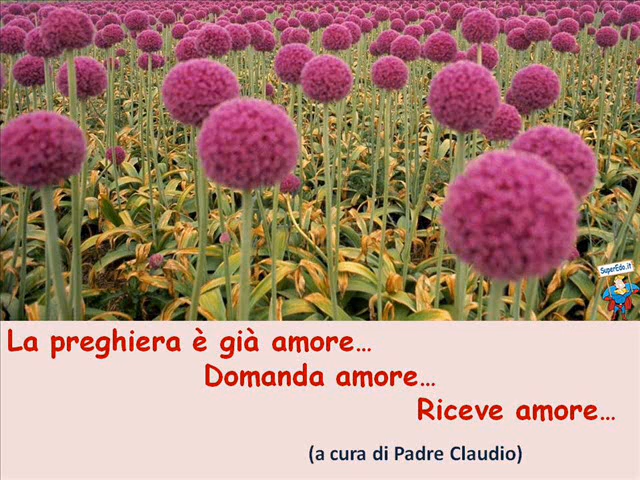 SuperEdo.it
La preghiera è già amore…
Domanda amore…
Riceve amore…
(a cura di Padre Claudio)